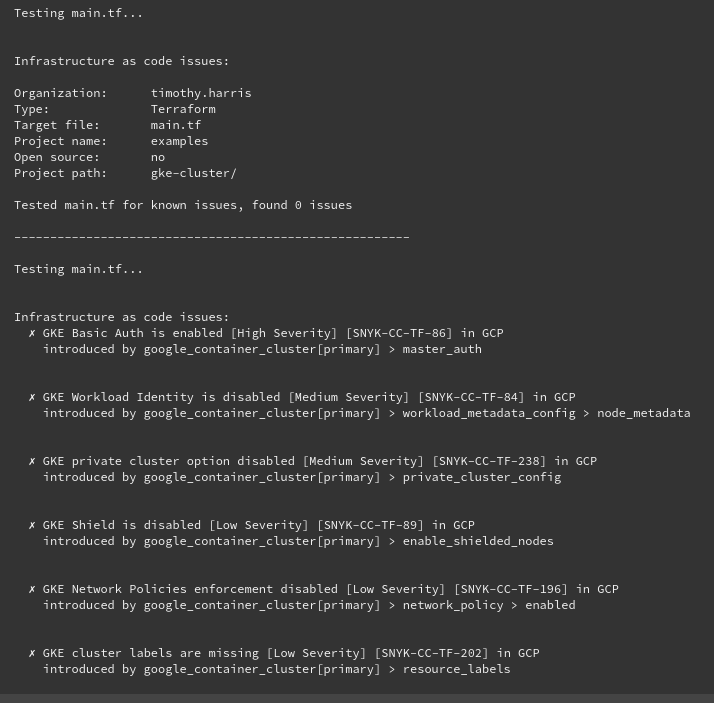 Testing main.tf...
Infrastructure as code issues:
Organization:      timothy.harris
Type:              Terraform
Target file:       main.tf
Project name:      examples
Open source:       no
Project path:      gke-cluster/
Tested main.tf for known issues, found 0 issues
-------------------------------------------------------
Testing main.tf...
Infrastructure as code issues:
✗ GKE Basic Auth is enabled [High Severity] [SNYK-CC-TF-86] in GCP
introduced by google_container_cluster[primary] > master_auth
✗ GKE Workload Identity is disabled [Medium Severity] [SNYK-CC-TF-84] in GCP
introduced by google_container_cluster[primary] > workload_metadata_config > node_metadata
✗ GKE private cluster option disabled [Medium Severity] [SNYK-CC-TF-238] in GCP
introduced by google_container_cluster[primary] > private_cluster_config
✗ GKE Shield is disabled [Low Severity] [SNYK-CC-TF-89] in GCP
introduced by google_container_cluster[primary] > enable_shielded_nodes
✗ GKE Network Policies enforcement disabled [Low Severity] [SNYK-CC-TF-196] in GCP
introduced by google_container_cluster[primary] > network_policy > enabled
✗ GKE cluster labels are missing [Low Severity] [SNYK-CC-TF-202] in GCP
introduced by google_container_cluster[primary] > resource_labels